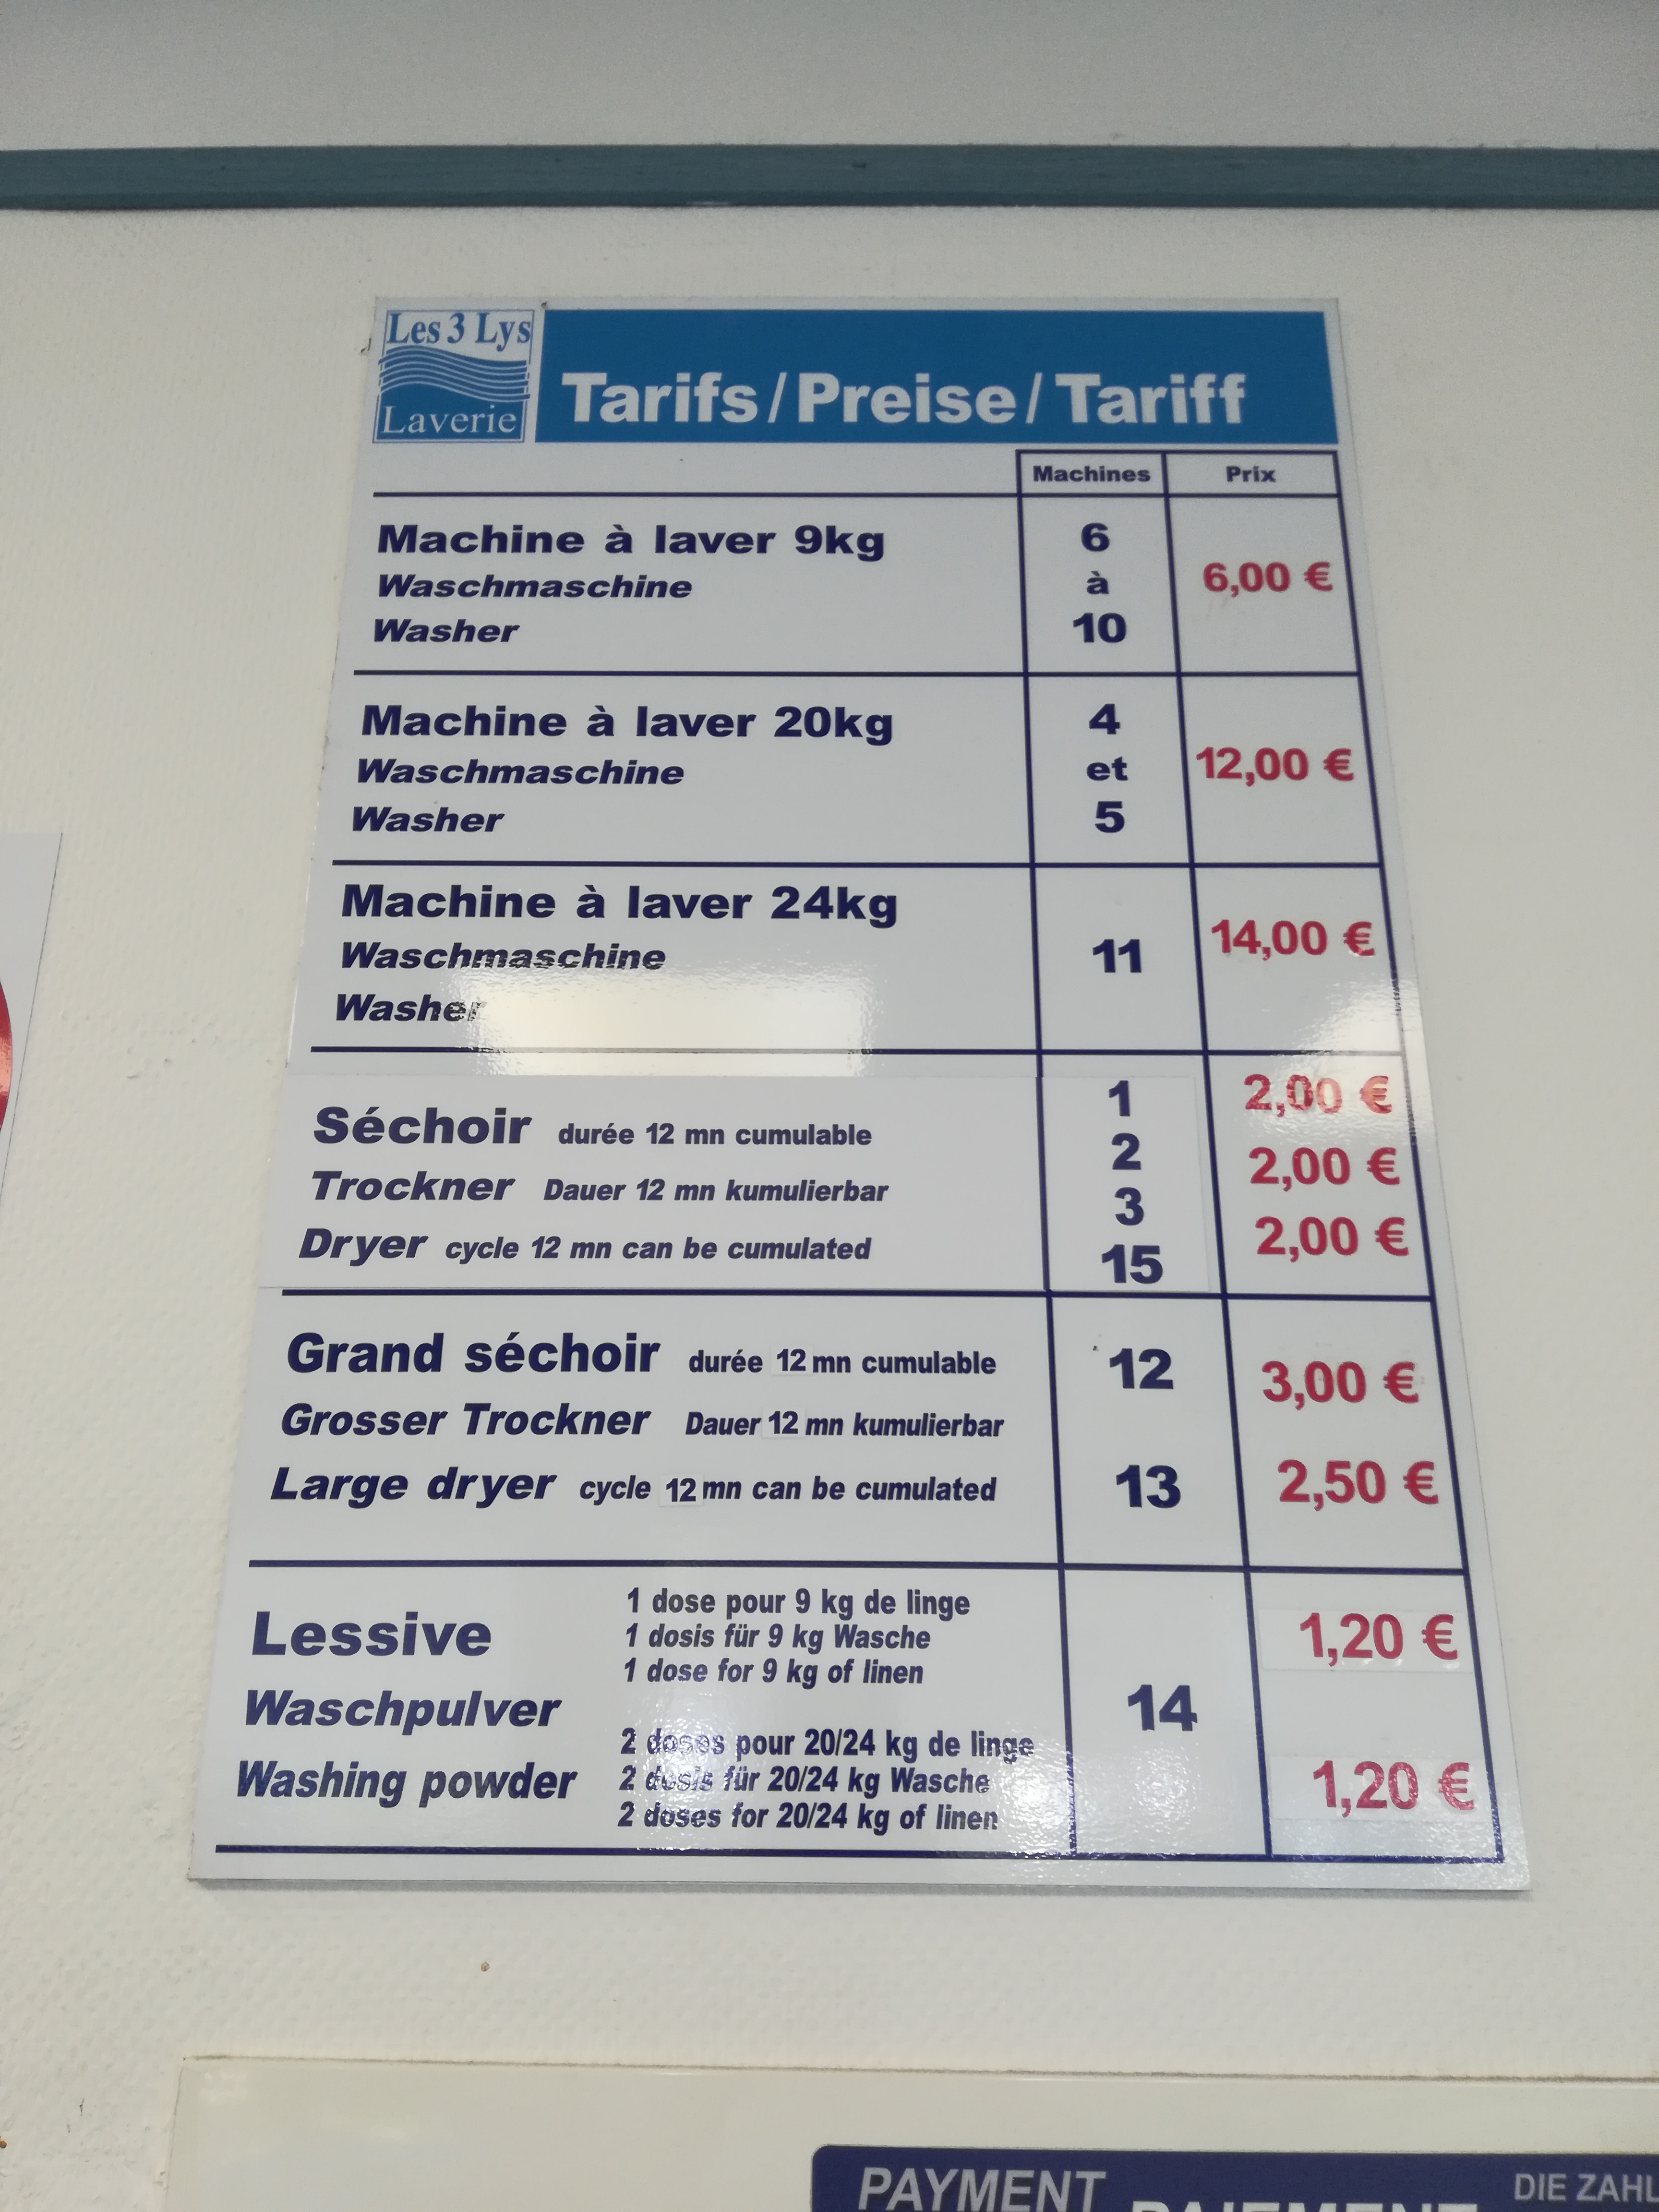 Les 3 Lys
Laverie
Tarifs / Preise / Tariff
Machines Prix
Machine à laver 9kg
Waschmaschine
Washer
6
à
10
6,00 €
Machine à laver 20kg
Waschmaschine
Washer
4
et
5
12,00 €
Machine à laver 24kg
Waschmaschine
Washer
11
14,00 €
Séchoir durée 12 mn cumulable
Trockner Dauer 12 mn kumulierbar
Dryer cycle 12 mn can be cumulated
1
2
3
15
2,00 €
2,00 €
2,00 €
Grand séchoir durée 12 mn cumulable
Grosser Trockner Dauer 12 mn kumulierbar
Large dryer cycle 12 mn can be cumulated
12
13
3,00 €
2,50 €
Lessive
Waschpulver
Washing powder
1 dose pour 9 kg de linge
1 dosis für 9 kg Wasche
1 dose for 9 kg of linen
2 doses pour 20/24 kg de linge
2 dosis für 20/24 kg Wasche
2 doses for 20/24 kg of linen
14
1,20 €
1,20 €
PAYMENT
DIE